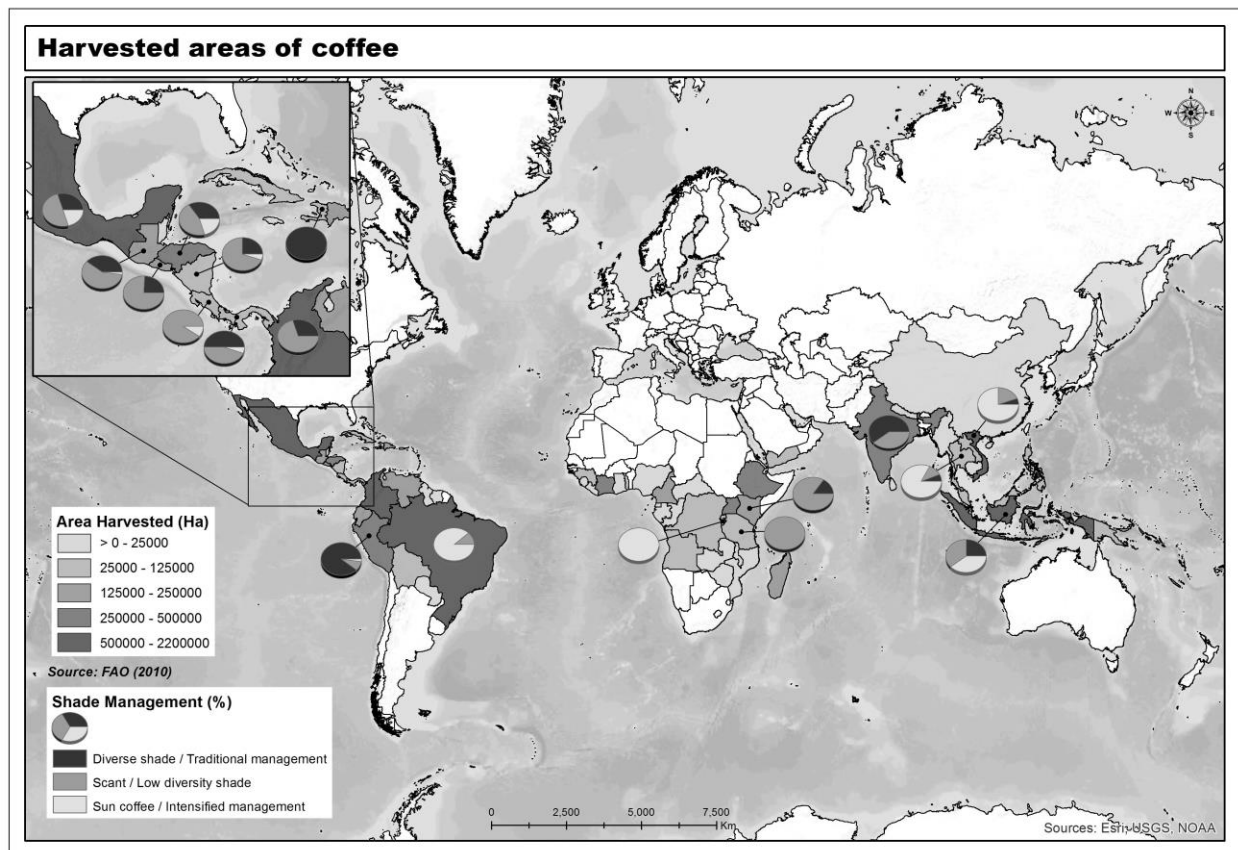 Harvested areas of coffee
N
W E
S
Area Harvested (Ha)
> 0 - 25000
25000 - 125000
125000 - 250000
250000 - 500000
500000 - 2200000
Source: FAO (2010)
Shade Management (%)
Diverse shade / Traditional management
Scant / Low diversity shade
Sun coffee / Intensified management
0 2,500 5,000 7,500
Km
Sources: Esri, USGS, NOAA